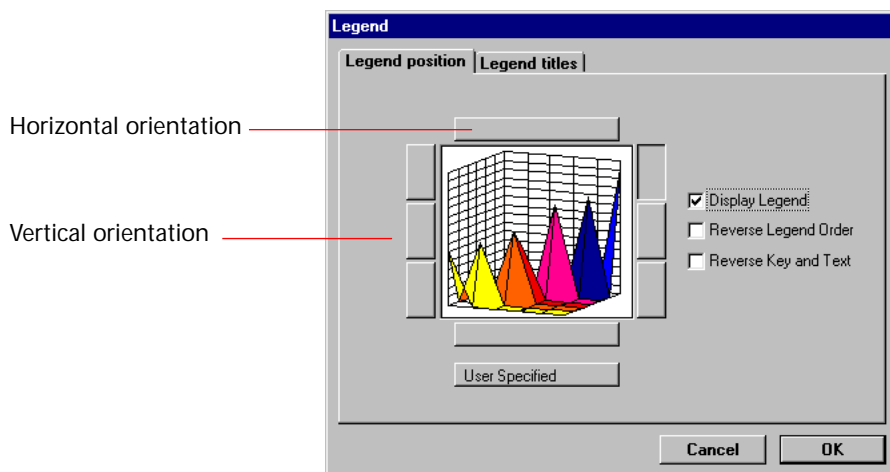 Legend
Legend position
Legend titles
Horizontal orientation
Vertical orientation
Display Legend
Reverse Legend Order
Reverse Key and Text
User Specified
Cancel
OK